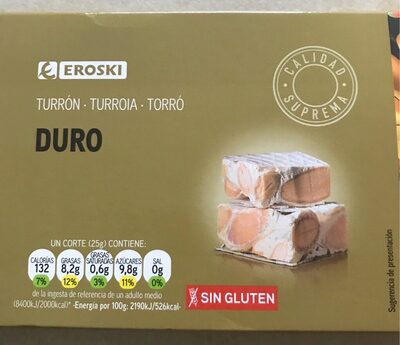 EROSKI
TURRÓN · TURROIA · TORRÓ
DURO
CALIDAD
SUPREMA
UN CORTE (25g) CONTIENE:
CALORÍAS GRASAS GRASAS SATURADAS AZÚCARES SAL
132 8,2g 0,6g 9,8g 0g
7% 12% 3% 11% 0%
de la ingesta de referencia de un adulto medio
(8400kJ/2000kcal)* -Energía por 100g: 2190kJ/526kcal-
SIN GLUTEN
Sugerencia de presentación